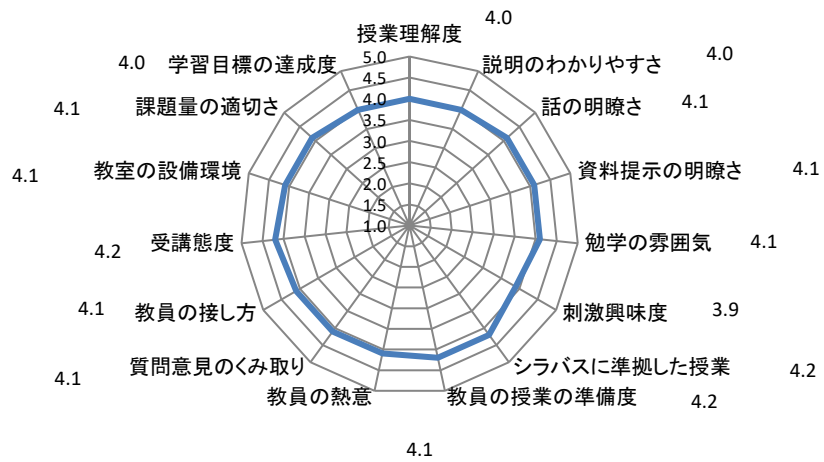 4.0
授業理解度
4.0
学習目標の達成度
説明のわかりやすさ
4.0
4.1
課題量の適切さ
話の明瞭さ
4.1
4.1
教室の設備環境
資料提示の明瞭さ
4.1
4.2
受講態度
勉学の雰囲気
4.1
4.1
教員の接し方
刺激興味度
3.9
4.1
質問意見のくみ取り
シラバスに準拠した授業
4.2
教員の熱意
教員の授業の準備度
4.2
4.1
5.0
4.5
4.0
3.5
3.0
2.5
2.0
1.5
1.0